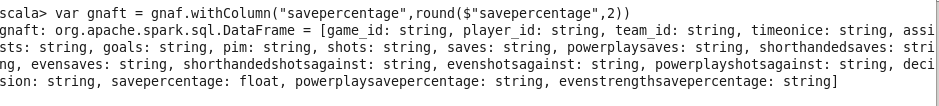 scala> var gnaft = gnaf.withColumn("savepercentage",round($"savepercentage",2))
gnaft: org.apache.spark.sql.DataFrame = [game_id: string, player_id: string, team_id: string, timeonice: string, assi
sts: string, goals: string, pim: string, shots: string, saves: string, powerplaysaves: string, shorthandedsaves: stri
ng, evensaves: string, shorthandedshotsagainst: string, evenshotsagainst: string, powerplayshotsagainst: string, deci
sion: string, savepercentage: float, powerplaysavepercentage: string, evenstrengthsavepercentage: string]